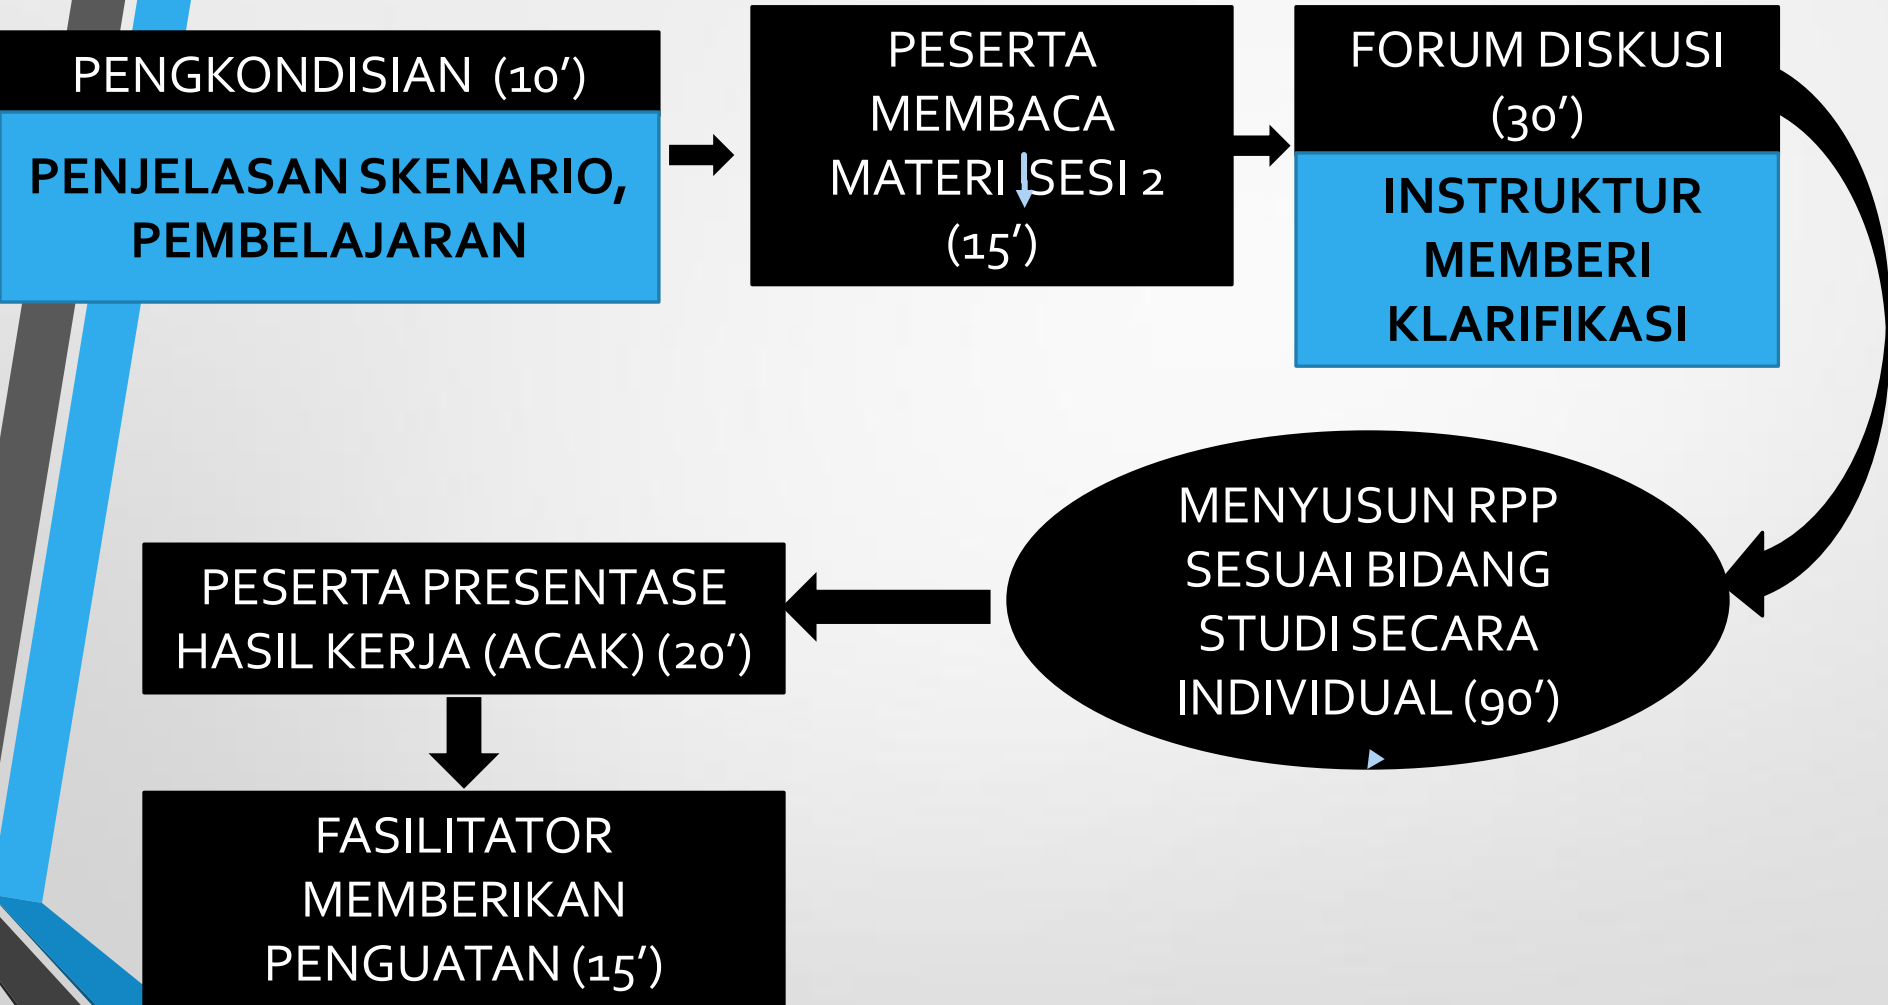 PENGKONDISIAN (10')
PENJELASAN SKENARIO,
PEMBELAJARAN
PESERTA
MEMBACA
MATERI SESI 2
(15')
FORUM DISKUSI
(30')
INSTRUKTUR
MEMBERI
KLARIFIKASI
MENYUSUN RPP
SESUAI BIDANG
STUDI SECARA
INDIVIDUAL (90')
PESERTA PRESENTASE
HASIL KERJA (ACAK) (20')
FASILITATOR
MEMBERIKAN
PENGUATAN (15')